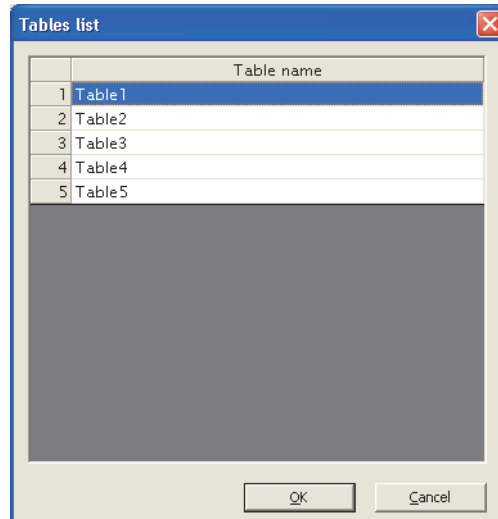 Tables list
Table name
1 Table1
2 Table2
3 Table3
4 Table4
5 Table5
OK Cancel